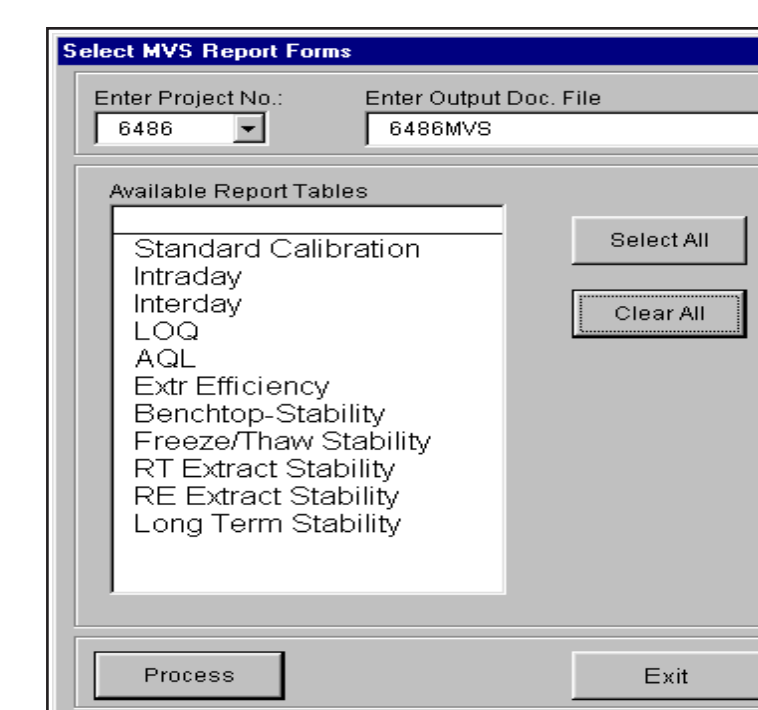 Select MVS Report Forms
Enter Project No.: Enter Output Doc. File
6486 6486MVS
Available Report Tables
Select All
Standard Calibration
Intraday
Interday
Clear All
LOQ
AQL
Extr Efficiency
Benchtop-Stability
Freeze/Thaw Stability
RT Extract Stability
RE Extract Stability
Long Term Stability
Process Exit